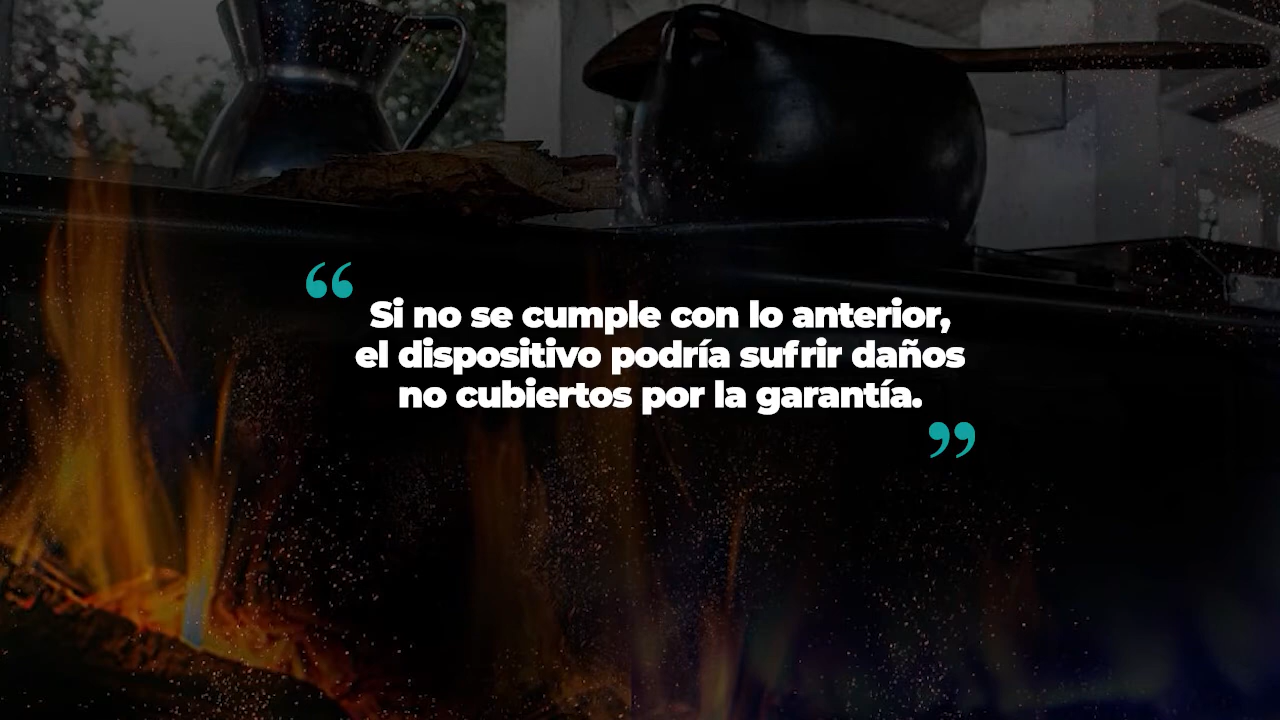 “Si no se cumple con lo anterior,
el dispositivo podría sufrir daños
no cubiertos por la garantía.”